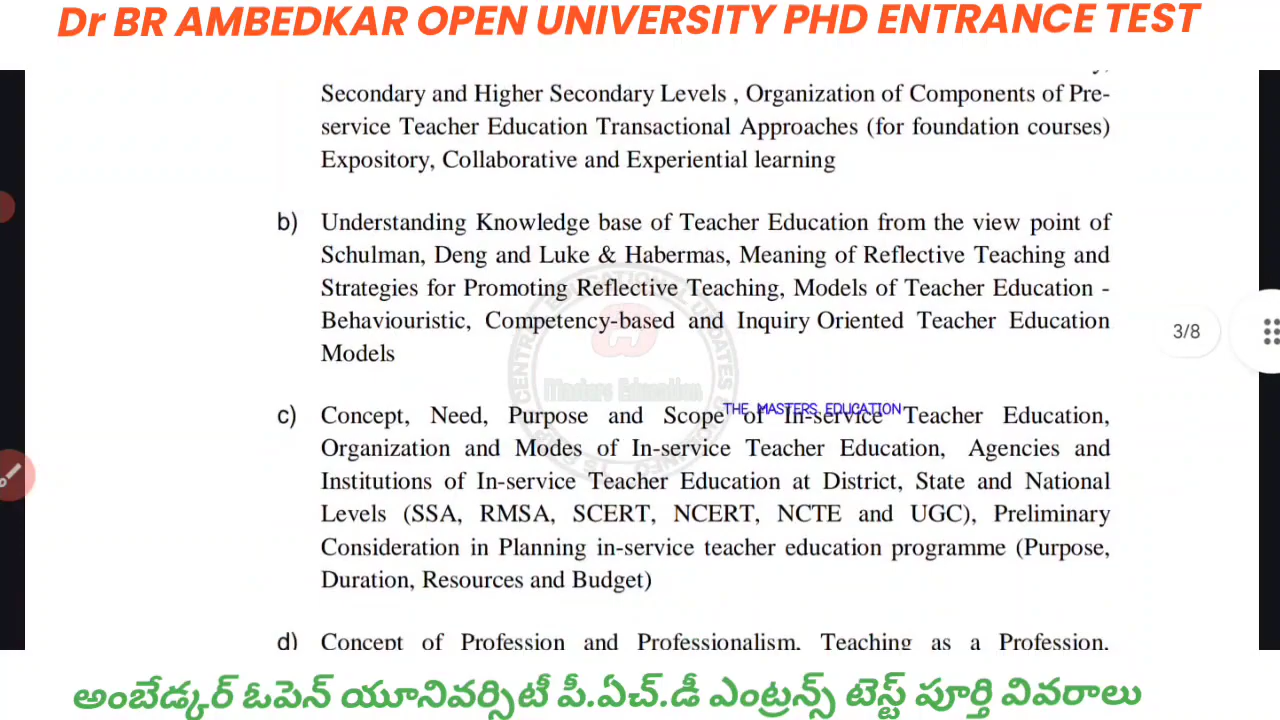 Dr BR AMBEDKAR OPEN UNIVERSITY PHD ENTRANCE TEST
Secondary and Higher Secondary Levels , Organization of Components of Pre-
service Teacher Education Transactional Approaches (for foundation courses)
Expository, Collaborative and Experiential learning
b) Understanding Knowledge base of Teacher Education from the view point of
Schulman, Deng and Luke & Habermas, Meaning of Reflective Teaching and
Strategies for Promoting Reflective Teaching, Models of Teacher Education -
Behaviouristic, Competency-based and Inquiry Oriented Teacher Education
Models
3/8
Masters Education
THE MASTERS EDUCATION
c) Concept, Need, Purpose and Scope of In-service Teacher Education,
Organization and Modes of In-service Teacher Education, Agencies and
Institutions of In-service Teacher Education at District, State and National
Levels (SSA, RMSA, SCERT, NCERT, NCTE and UGC), Preliminary
Consideration in Planning in-service teacher education programme (Purpose,
Duration, Resources and Budget)
d) Concept of Profession and Professionalism, Teaching as a Profession,
అంబేడ్కర్ ఓపెన్ యూనివర్సిటీ పీ.ఏచ్.డీ ఎంట్రన్స్ టెస్ట్ పూర్తి వివరాలు